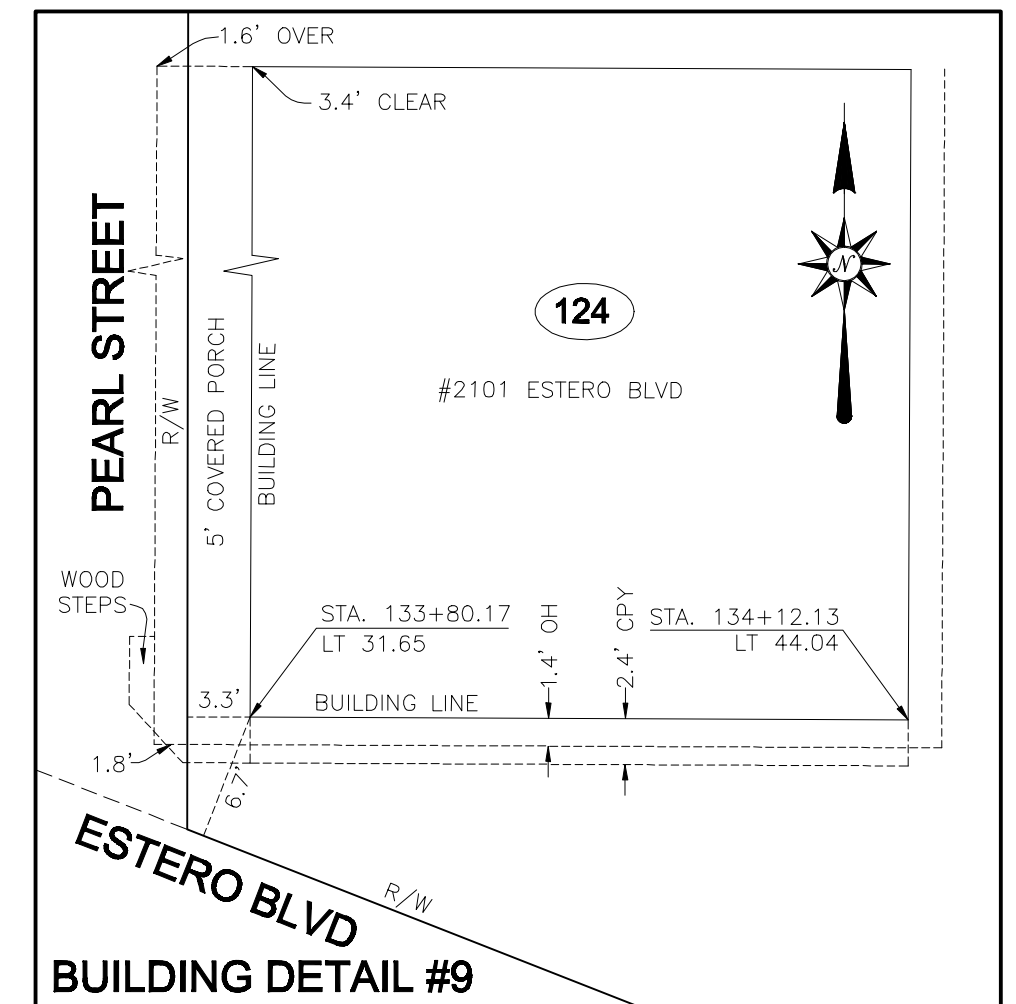 1.6' OVER
3.4' CLEAR
PEARL STREET
R/W
5' COVERED PORCH
BUILDING LINE
N
124
#2101 ESTERO BLVD
WOOD
STEPS
STA. 133+80.17
LT 31.65
1.4' OH
2.4' CPY
STA. 134+12.13
LT 44.04
3.3'
BUILDING LINE
1.8'
6.7'
ESTERO BLVD
R/W
BUILDING DETAIL #9